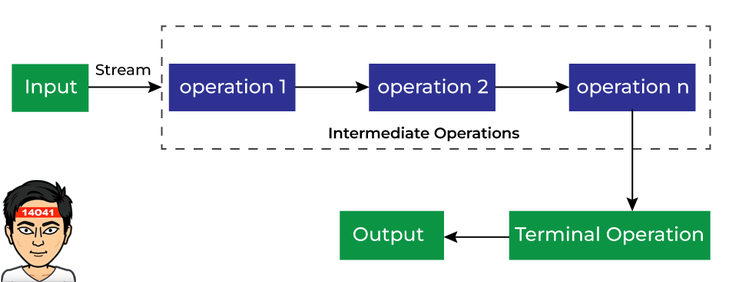 Stream
Input
operation 1
operation 2
operation n
Intermediate Operations
14041
Output
Terminal Operation